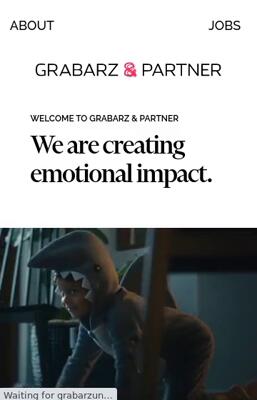 ABOUT JOBS
GRABARZ & PARTNER
WELCOME TO GRABARZ & PARTNER
We are creating
emotional impact.
Waiting for grabarzun...